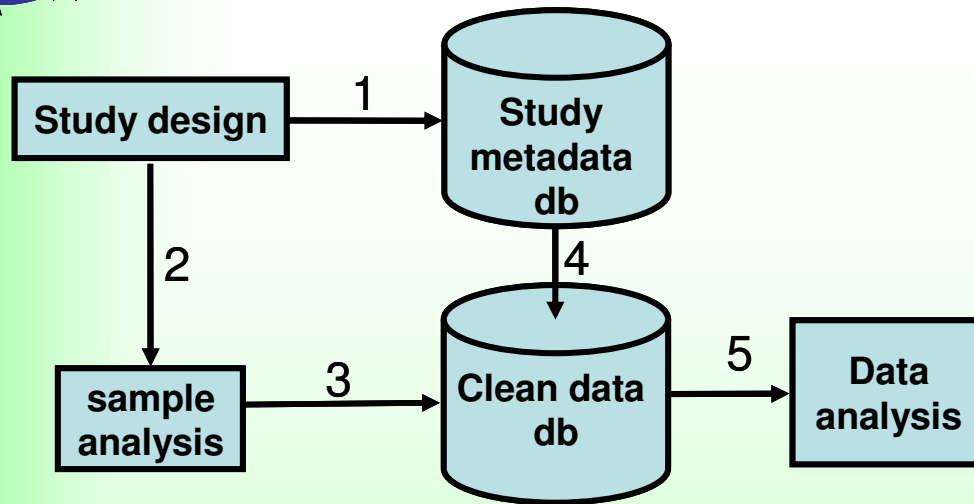 1
Study design
Study
metadata
db
2
4
sample
analysis
3
Clean data
db
5
Data
analysis